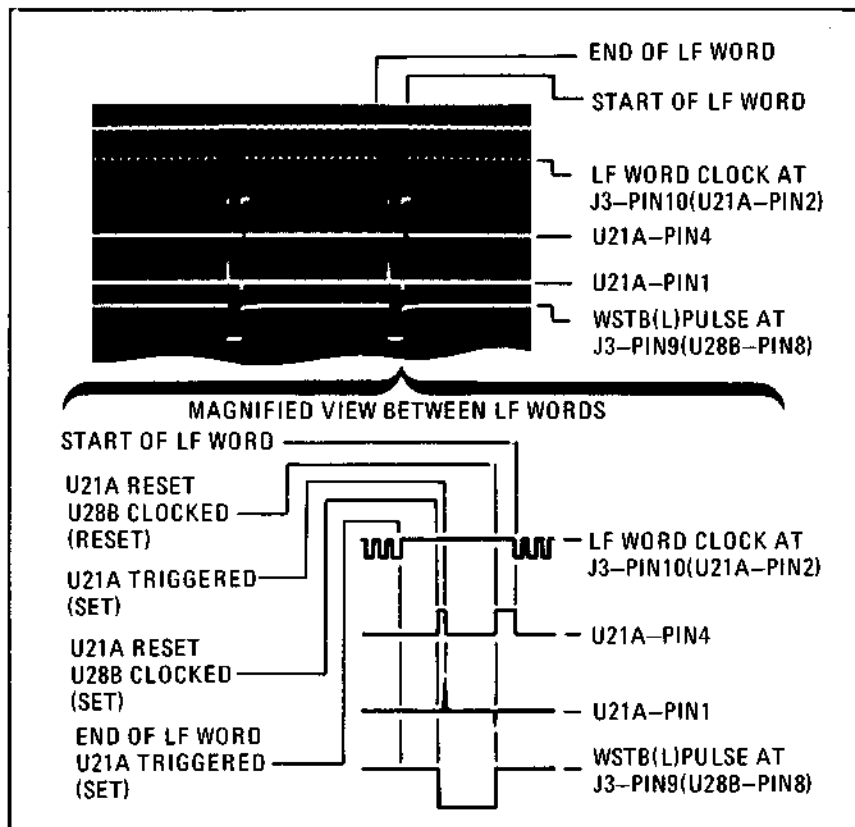 END OF LF WORD
START OF LF WORD
LF WORD CLOCK AT
J3-PIN10(U21A-PIN2)
U21A-PIN4
U21A-PIN1
WSTB(L)PULSE AT
J3-PIN9(U28B-PIN8)
MAGNIFIED VIEW BETWEEN LF WORDS
START OF LF WORD
U21A RESET
U28B CLOCKED
(RESET)
U21A TRIGGERED
(SET)
U21A RESET
U28B CLOCKED
(SET)
END OF LF WORD
U21A TRIGGERED
(SET)
LF WORD CLOCK AT
J3-PIN10(U21A-PIN2)
U21A-PIN4
U21A-PIN1
WSTB(L)PULSE AT
J3-PIN9(U28B-PIN8)